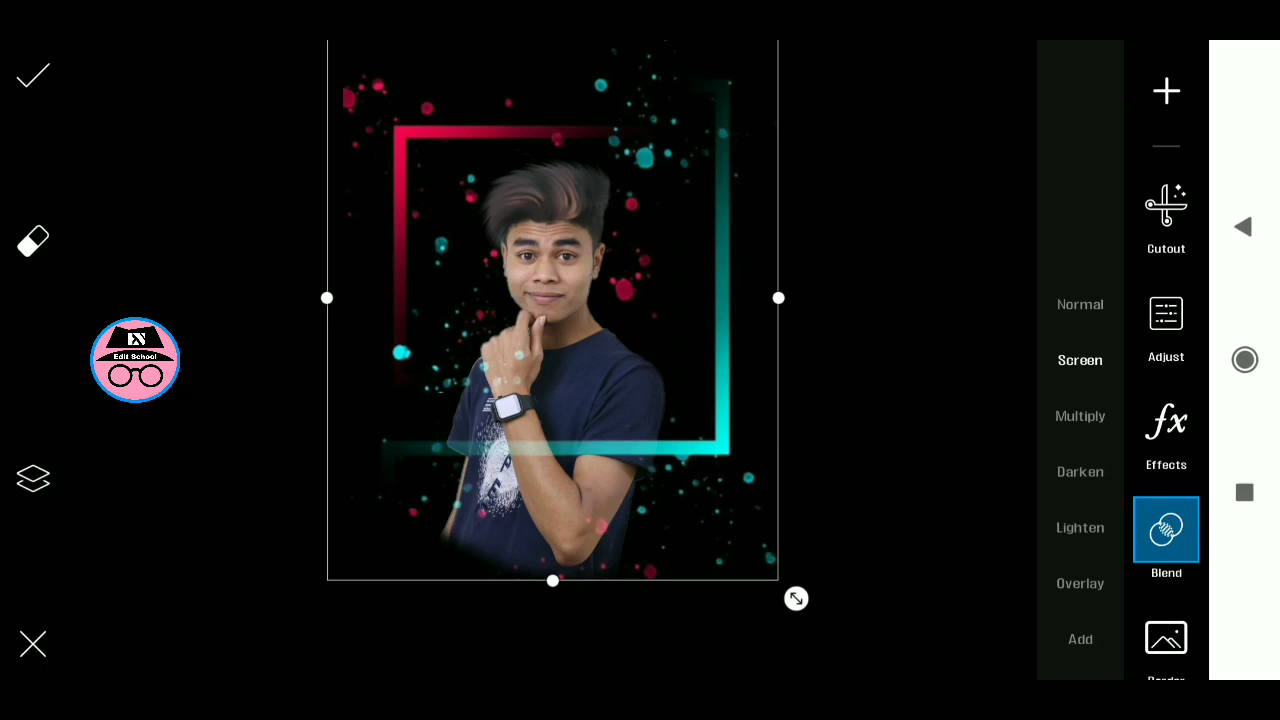 Edit School
Normal
Screen
Multiply
Darken
Lighten
Overlay
Add
Cutout
Adjust
fx
Effects
Blend